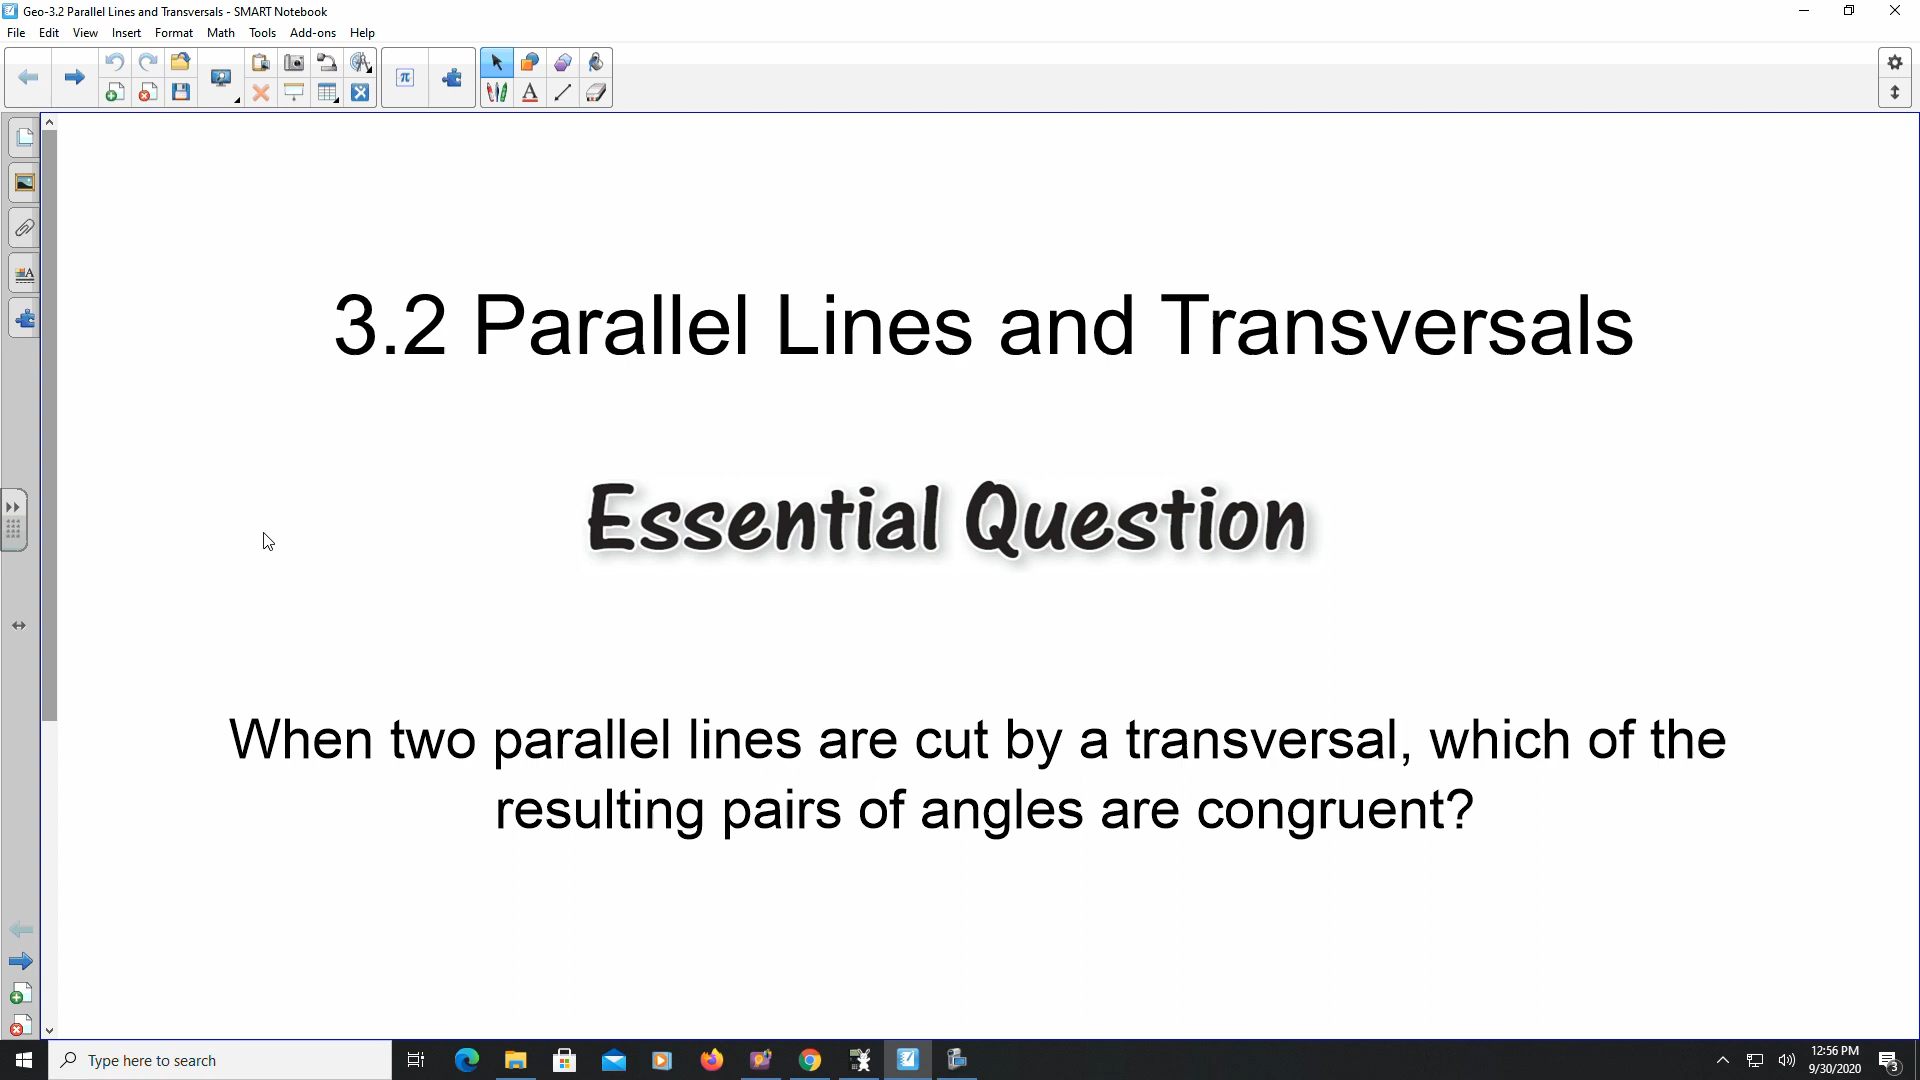 Geo-3.2 Parallel Lines and Transversals - SMART Notebook
File Edit View Insert Format Math Tools Add-ons Help
π
A
A
3.2 Parallel Lines and Transversals
Essential Question
When two parallel lines are cut by a transversal, which of the
resulting pairs of angles are congruent?
Type here to search
12:56 PM
9/30/2020
3